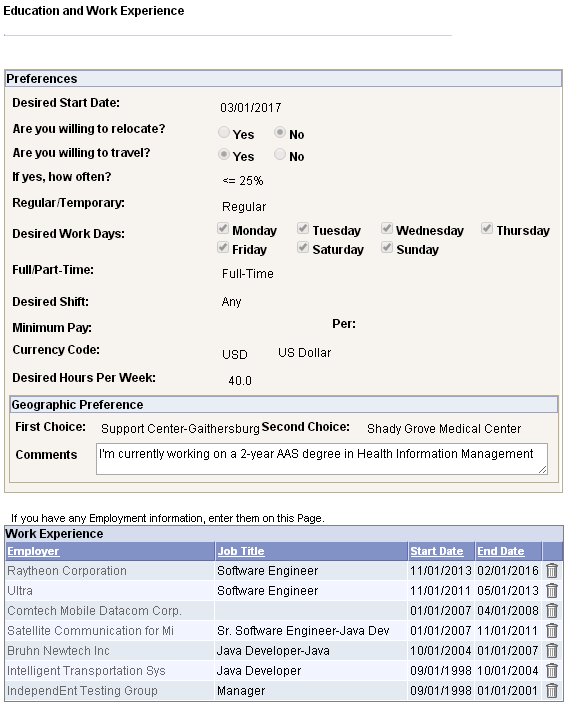 Education and Work Experience
Preferences
Desired Start Date: 03/01/2017
Are you willing to relocate? Yes No
Are you willing to travel? Yes No
If yes, how often? <= 25%
Regular/Temporary: Regular
Desired Work Days: Monday Tuesday Wednesday Thursday
Friday Saturday Sunday
Full/Part-Time: Full-Time
Desired Shift: Any
Minimum Pay: Per:
Currency Code: USD US Dollar
Desired Hours Per Week: 40.0
Geographic Preference
First Choice: Support Center-Gaithersburg Second Choice: Shady Grove Medical Center
Comments I'm currently working on a 2-year AAS degree in Health Information Management
If you have any Employment information, enter them on this Page.
Work Experience
Employer Job Title Start Date End Date
Raytheon Corporation Software Engineer 11/01/2013 02/01/2016
Ultra Software Engineer 11/01/2011 05/01/2013
Comtech Mobile Datacom Corp. 01/01/2007 04/01/2008
Satellite Communication for Mi Sr. Software Engineer-Java Dev 01/01/2007 11/01/2011
Bruhn Newtech Inc Java Developer-Java 10/01/2004 01/01/2007
Intelligent Transportation Sys Java Developer 09/01/1998 10/01/2004
IndependEnt Testing Group Manager 09/01/1998 01/01/2001